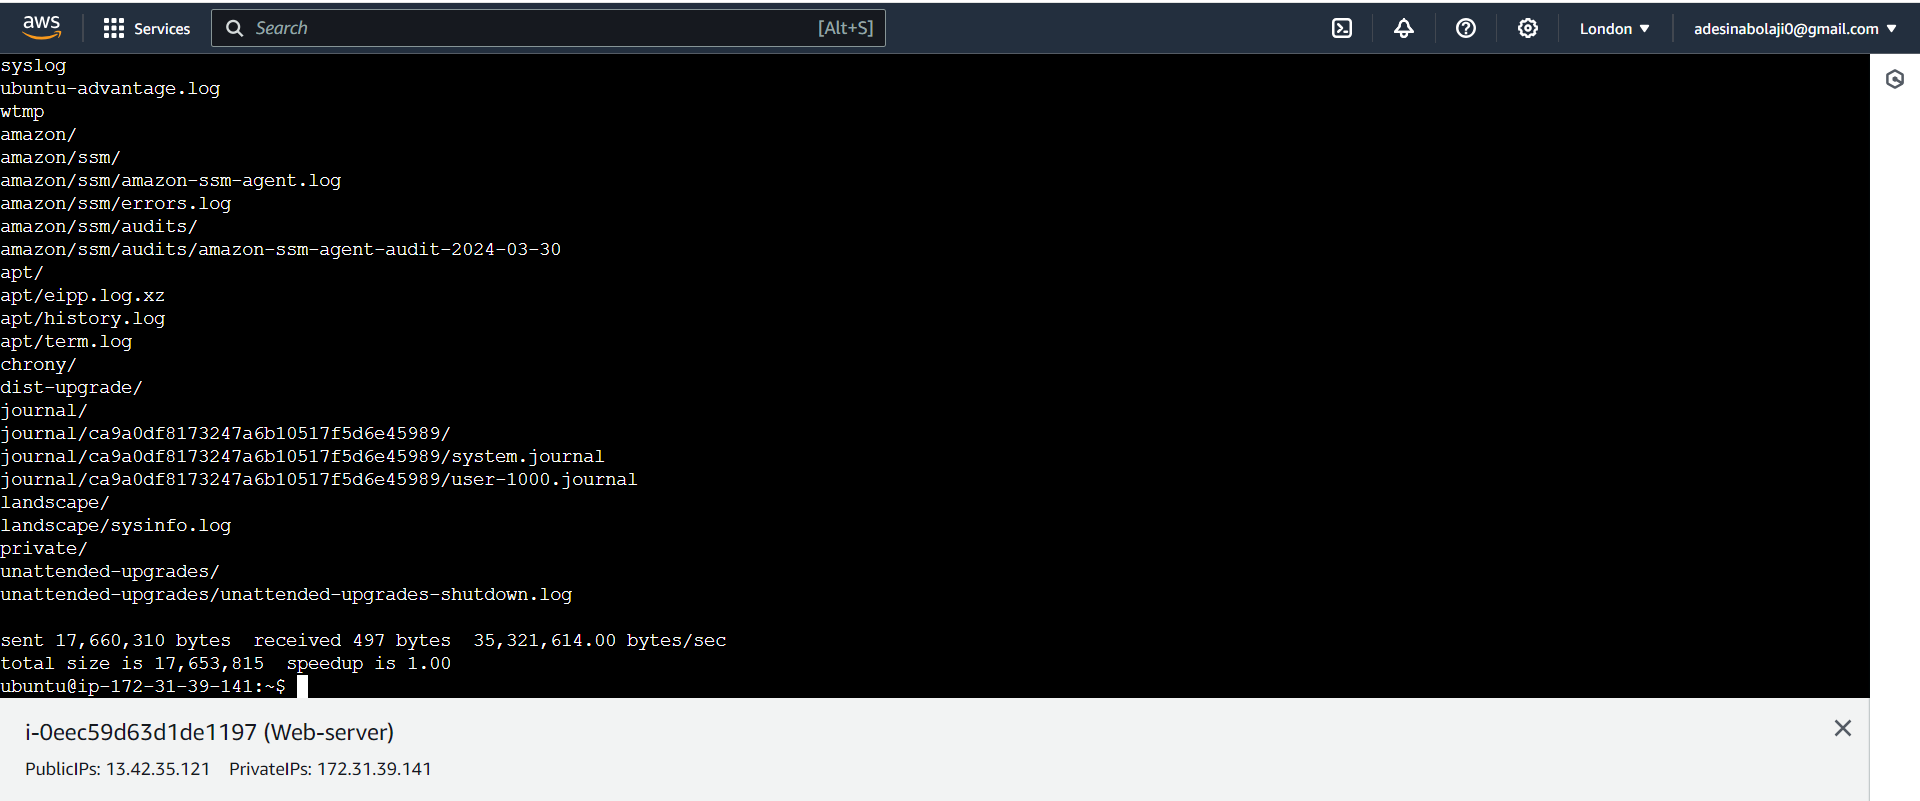 aws Services Search [Alt+S] London adesinabolaji0@gmail.com
syslog
ubuntu-advantage.log
wtmp
amazon/
amazon/ssm/
amazon/ssm/amazon-ssm-agent.log
amazon/ssm/errors.log
amazon/ssm/audits/
amazon/ssm/audits/amazon-ssm-agent-audit-2024-03-30
apt/
apt/eipp.log.xz
apt/history.log
apt/term.log
chrony/
dist-upgrade/
journal/
journal/ca9a0df8173247a6b10517f5d6e45989/
journal/ca9a0df8173247a6b10517f5d6e45989/system.journal
journal/ca9a0df8173247a6b10517f5d6e45989/user-1000.journal
landscape/
landscape/sysinfo.log
private/
unattended-upgrades/
unattended-upgrades/unattended-upgrades-shutdown.log
sent 17,660,310 bytes  received 497 bytes  35,321,614.00 bytes/sec
total size is 17,653,815  speedup is 1.00
ubuntu@ip-172-31-39-141:~$
i-0eec59d63d1de1197 (Web-server)
PublicIPs: 13.42.35.121 PrivateIPs: 172.31.39.141